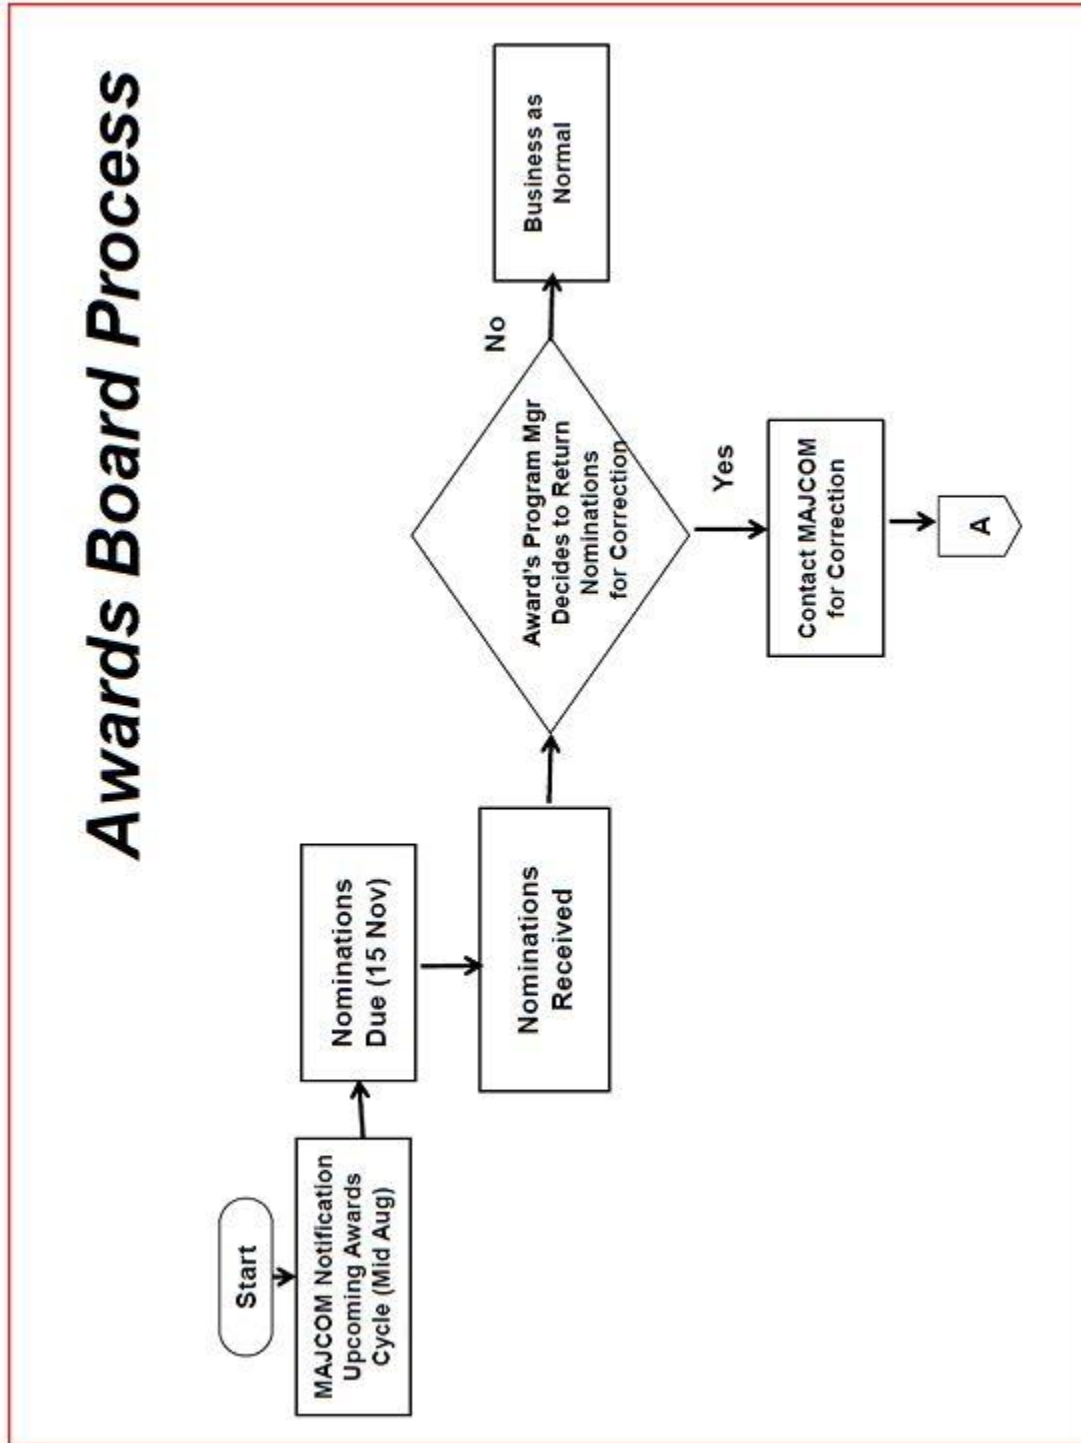 Awards Board Process
Start
MAJCOM Notification
Upcoming Awards
Cycle (Mid Aug)
Nominations
Due (15 Nov)
Nominations
Received
Award's Program Mgr
Decides to Return
Nominations
for Correction
No
Business as
Normal
Yes
Contact MAJCOM
for Correction
A